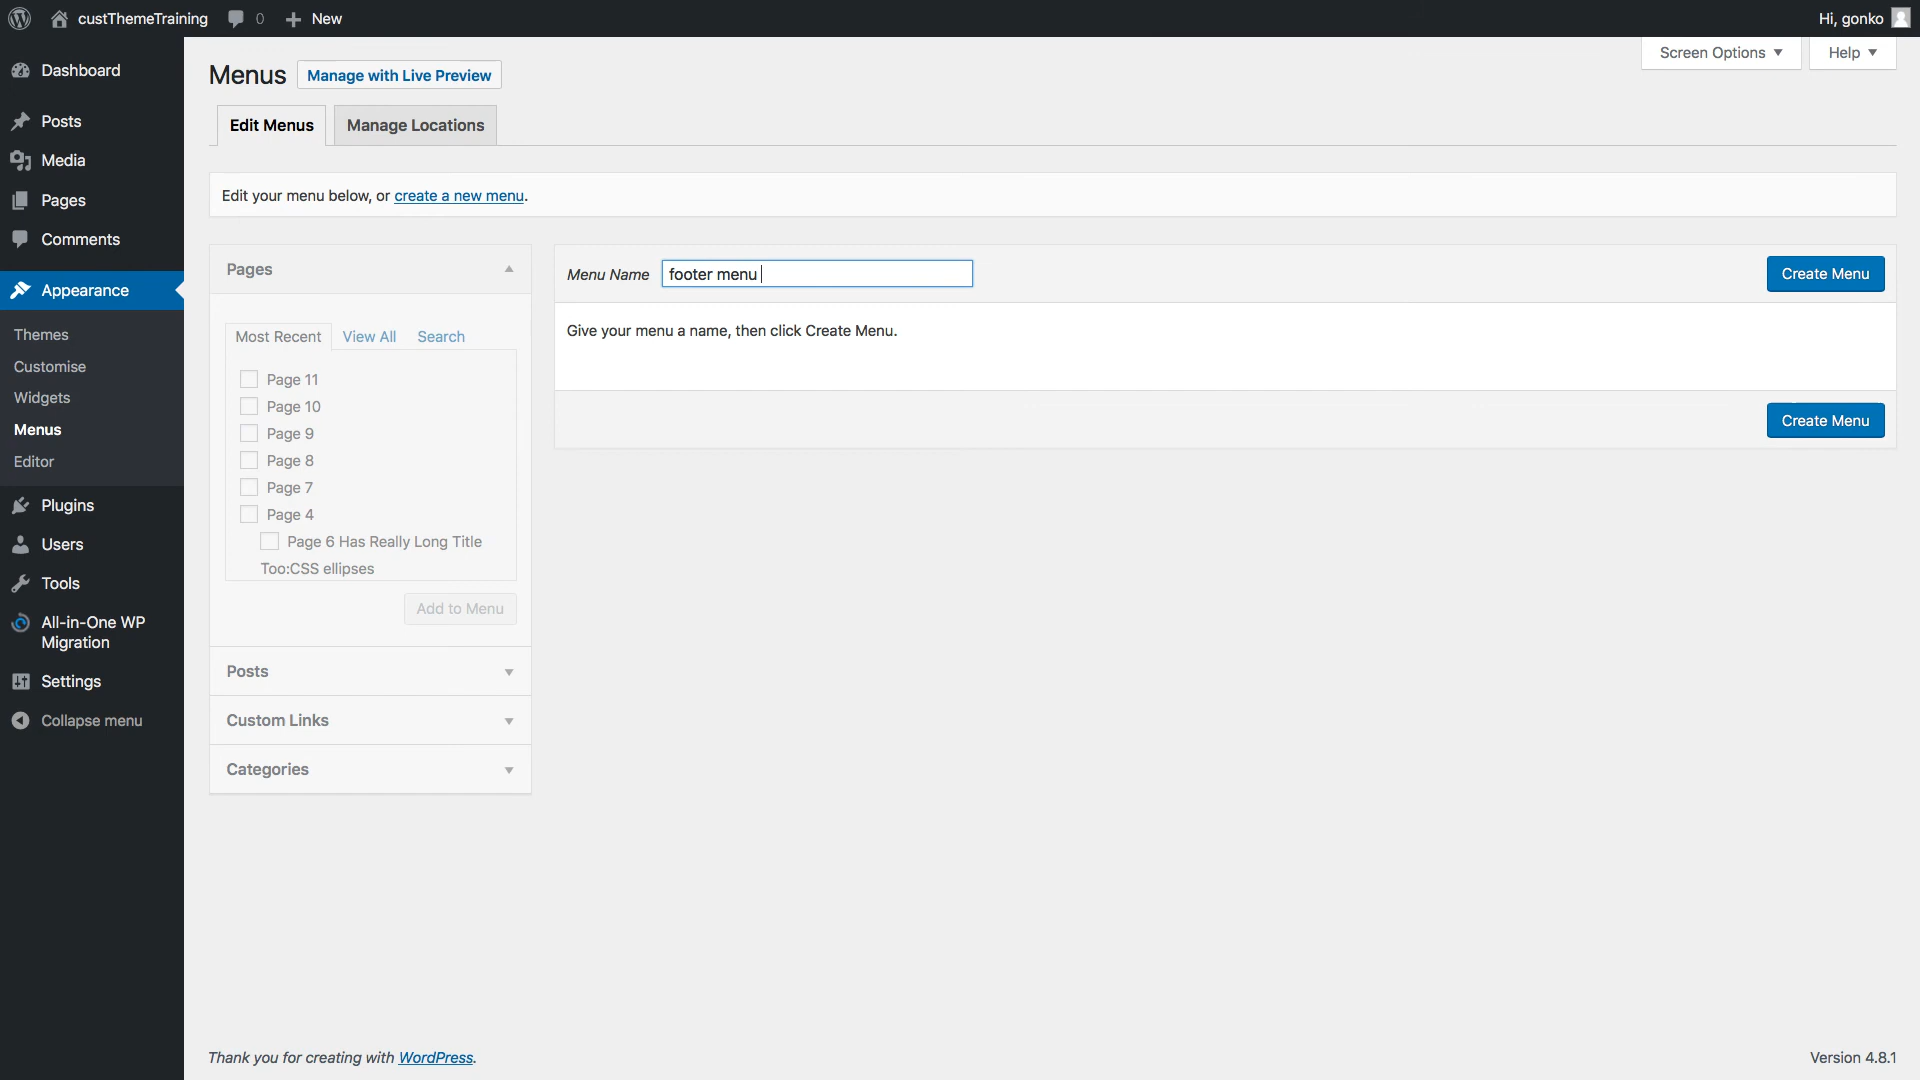 custThemeTraining 0 New Hi, gonko
Screen Options Help
Menus Manage with Live Preview
Edit Menus Manage Locations
Edit your menu below, or create a new menu.
Dashboard
Posts
Media
Pages
Comments
Appearance
Themes
Customise
Widgets
Menus
Editor
Plugins
Users
Tools
All-in-One WP
Migration
Settings
Collapse menu
Pages
Most Recent View All Search
Page 11
Page 10
Page 9
Page 8
Page 7
Page 4
Page 6 Has Really Long Title
Too:CSS ellipses
Add to Menu
Posts
Custom Links
Categories
Menu Name footer menu Create Menu
Give your menu a name, then click Create Menu.
Create Menu
Thank you for creating with WordPress. Version 4.8.1